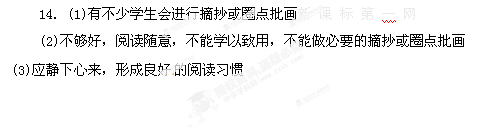 14. (1)有不少学生会进行摘抄或圈点批画
(2)不够好，阅读随意，不能学以致用，不能做必要的摘抄或圈点批画
(3)应静下心来，形成良好的阅读习惯